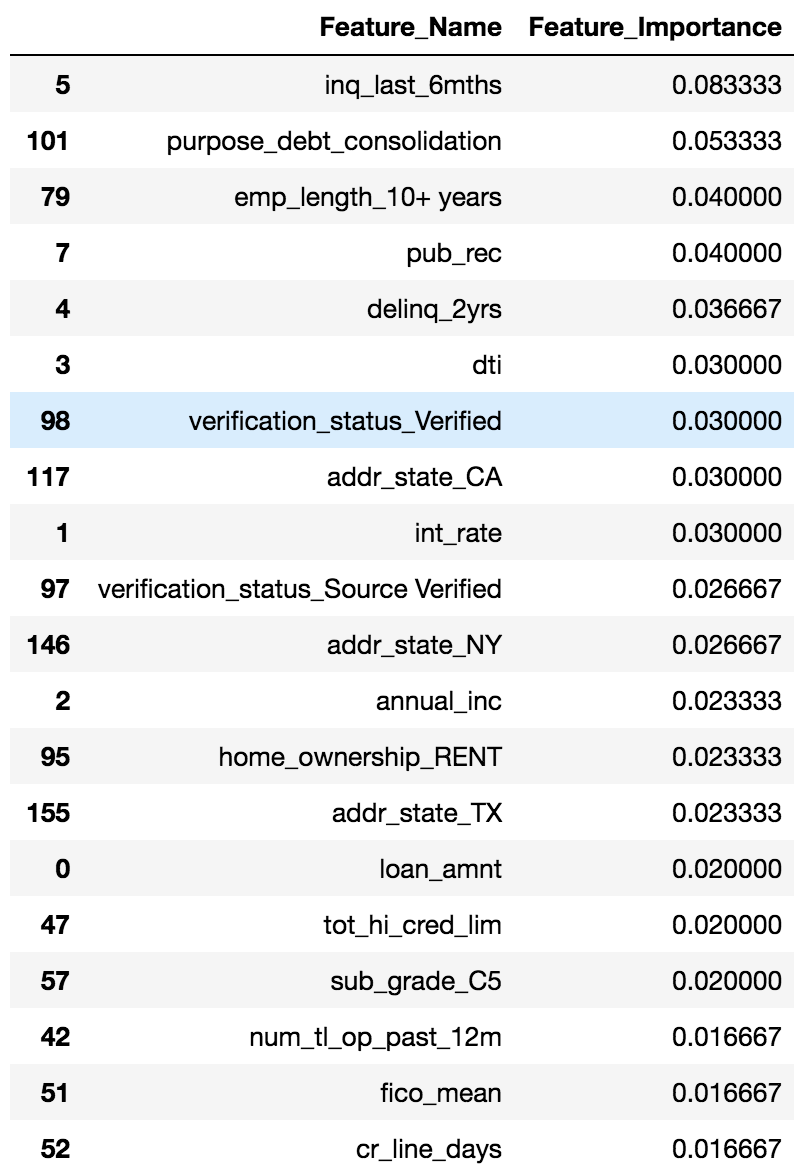 Feature_Name Feature_Importance
5 inq_last_6mths 0.083333
101 purpose_debt_consolidation 0.053333
79 emp_length_10+ years 0.040000
7 pub_rec 0.040000
4 delinq_2yrs 0.036667
3 dti 0.030000
98 verification_status_Verified 0.030000
117 addr_state_CA 0.030000
1 int_rate 0.030000
97 verification_status_Source Verified 0.026667
146 addr_state_NY 0.026667
2 annual_inc 0.023333
95 home_ownership_RENT 0.023333
155 addr_state_TX 0.023333
0 loan_amnt 0.020000
47 tot_hi_cred_lim 0.020000
57 sub_grade_C5 0.020000
42 num_tl_op_past_12m 0.016667
51 fico_mean 0.016667
52 cr_line_days 0.016667